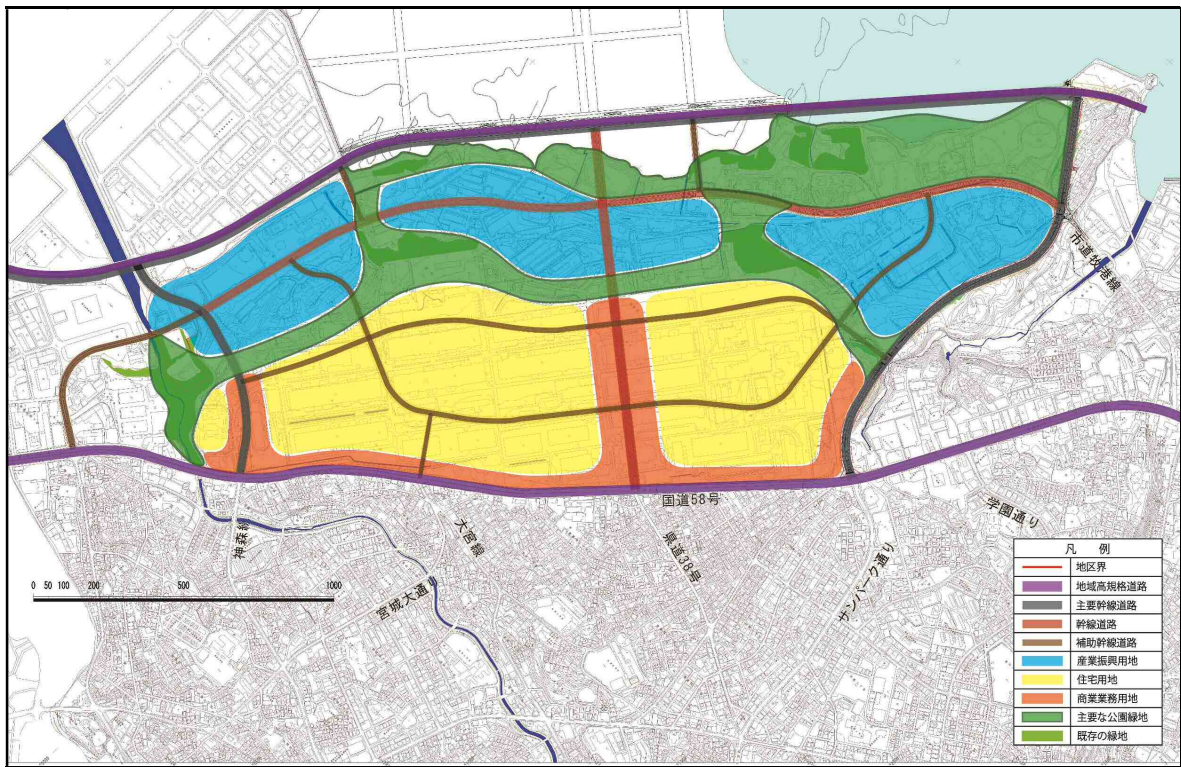 市道牧港線
国道58号
学園通り
神森線
大宮線
県道38号
サンパーク通り
宮城大通り
0 50 100 200 500 1000
凡 例
地区界
地域高規格道路
主要幹線道路
幹線道路
補助幹線道路
産業振興用地
住宅用地
商業業務用地
主要な公園緑地
既存の緑地